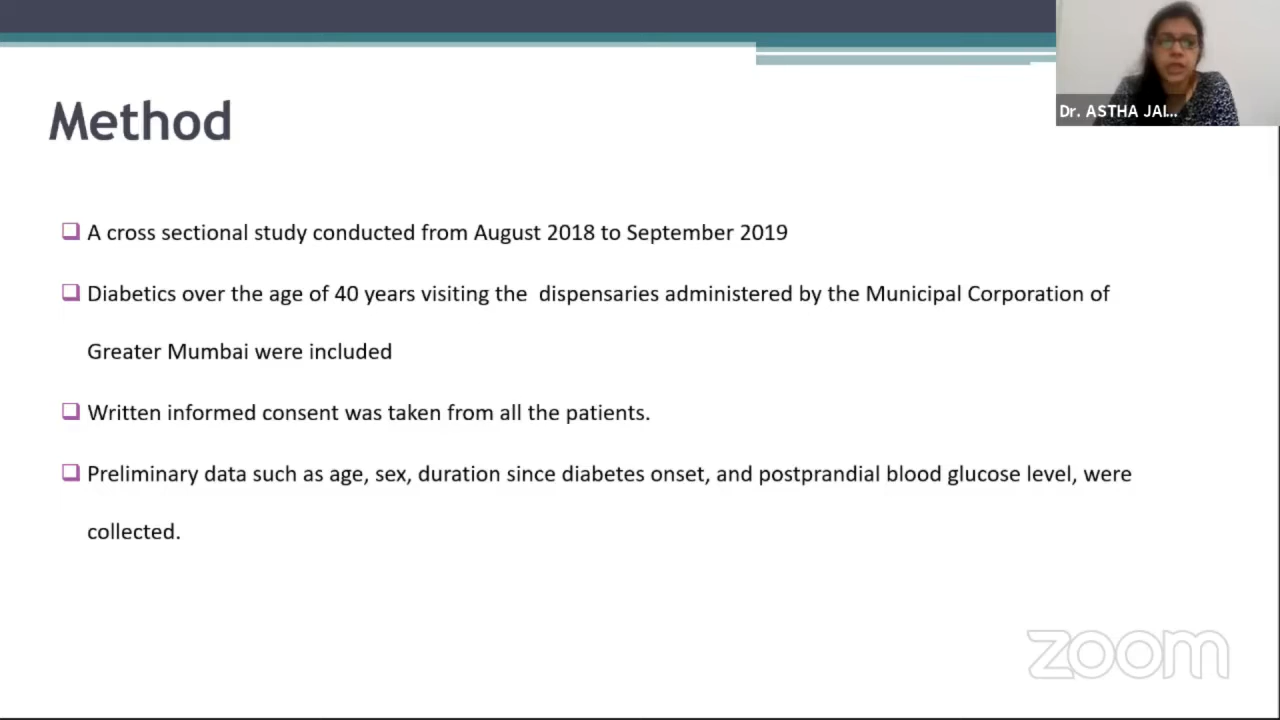 Dr. ASTHA JAI...
Method
A cross sectional study conducted from August 2018 to September 2019
Diabetics over the age of 40 years visiting the dispensaries administered by the Municipal Corporation of
Greater Mumbai were included
Written informed consent was taken from all the patients.
Preliminary data such as age, sex, duration since diabetes onset, and postprandial blood glucose level, were
collected.
zoom